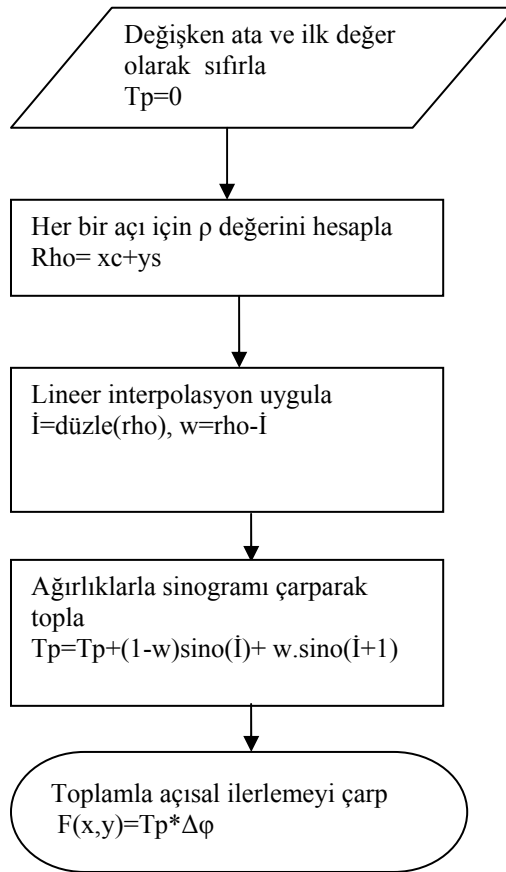 Değişken ata ve ilk değer
olarak sıfırla
Tp=0
Her bir açı için ρ değerini hesapla
Rho= xc+ys
Lineer interpolasyon uygula
İ=düzle(rho), w=rho-İ
Ağırlıklarla sinogramı çarparak
topla
Tp=Tp+(1-w)sino(İ)+ w.sino(İ+1)
Toplamla açısal ilerlemeyi çarp
F(x,y)=Tp*Δφ